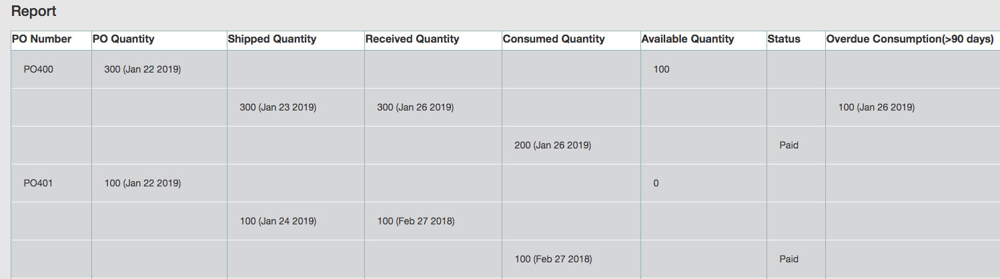 Report
PO Number PO Quantity Shipped Quantity Received Quantity Consumed Quantity Available Quantity Status Overdue Consumption(>90 days)
PO400 300 (Jan 22 2019) 100
300 (Jan 23 2019) 300 (Jan 26 2019) 100 (Jan 26 2019)
200 (Jan 26 2019) Paid
PO401 100 (Jan 22 2019) 0
100 (Jan 24 2019) 100 (Feb 27 2018)
100 (Feb 27 2018) Paid